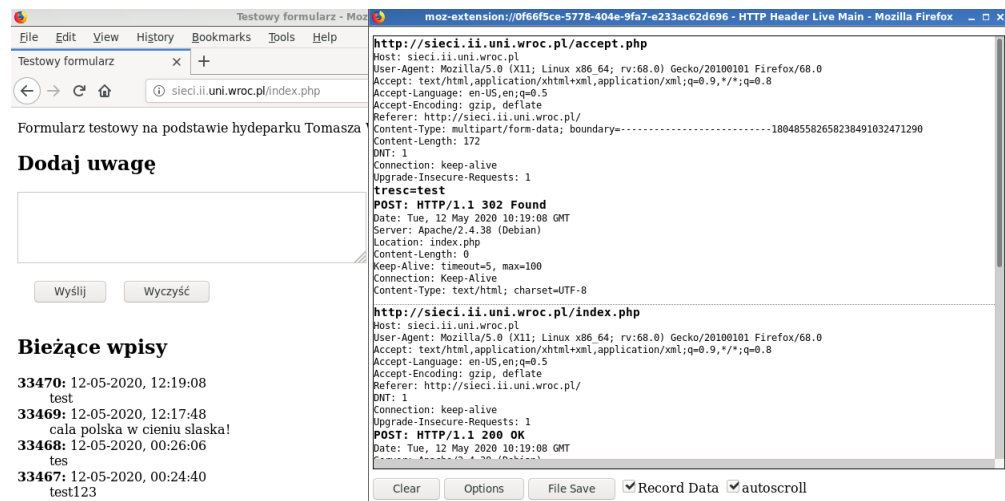 Testowy formularz - Moz
File Edit View History Bookmarks Tools Help
Testowy formularz × +
sieci.ii.uni.wroc.pl/index.php
Formularz testowy na podstawie hydeparku Tomasza
Dodaj uwagę
Wyślij Wyczyść
Bieżące wpisy
33470: 12-05-2020, 12:19:08
test
33469: 12-05-2020, 12:17:48
cala polska w cieniu slaska!
33468: 12-05-2020, 00:26:06
tes
33467: 12-05-2020, 00:24:40
test123
moz-extension://0f66f5ce-5778-404e-9fa7-e233ac62d696 - HTTP Header Live Main - Mozilla Firefox
http://sieci.ii.uni.wroc.pl/accept.php
Host: sieci.ii.uni.wroc.pl
User-Agent: Mozilla/5.0 (X11; Linux x86_64; rv:68.0) Gecko/20100101 Firefox/68.0
Accept: text/html,application/xhtml+xml,application/xml;q=0.9,*/*;q=0.8
Accept-Language: en-US,en;q=0.5
Accept-Encoding: gzip, deflate
Referer: http://sieci.ii.uni.wroc.pl/
Content-Type: multipart/form-data; boundary=---------------------------180485582658238491032471290
Content-Length: 172
DNT: 1
Connection: keep-alive
Upgrade-Insecure-Requests: 1
tresc=test
POST: HTTP/1.1 302 Found
Date: Tue, 12 May 2020 10:19:08 GMT
Server: Apache/2.4.38 (Debian)
Location: index.php
Content-Length: 0
Keep-Alive: timeout=5, max=100
Connection: Keep-Alive
Content-Type: text/html; charset=UTF-8
http://sieci.ii.uni.wroc.pl/index.php
Host: sieci.ii.uni.wroc.pl
User-Agent: Mozilla/5.0 (X11; Linux x86_64; rv:68.0) Gecko/20100101 Firefox/68.0
Accept: text/html,application/xhtml+xml,application/xml;q=0.9,*/*;q=0.8
Accept-Language: en-US,en;q=0.5
Accept-Encoding: gzip, deflate
Referer: http://sieci.ii.uni.wroc.pl/
DNT: 1
Connection: keep-alive
Upgrade-Insecure-Requests: 1
POST: HTTP/1.1 200 OK
Date: Tue, 12 May 2020 10:19:08 GMT
Clear Options File Save Record Data autoscroll